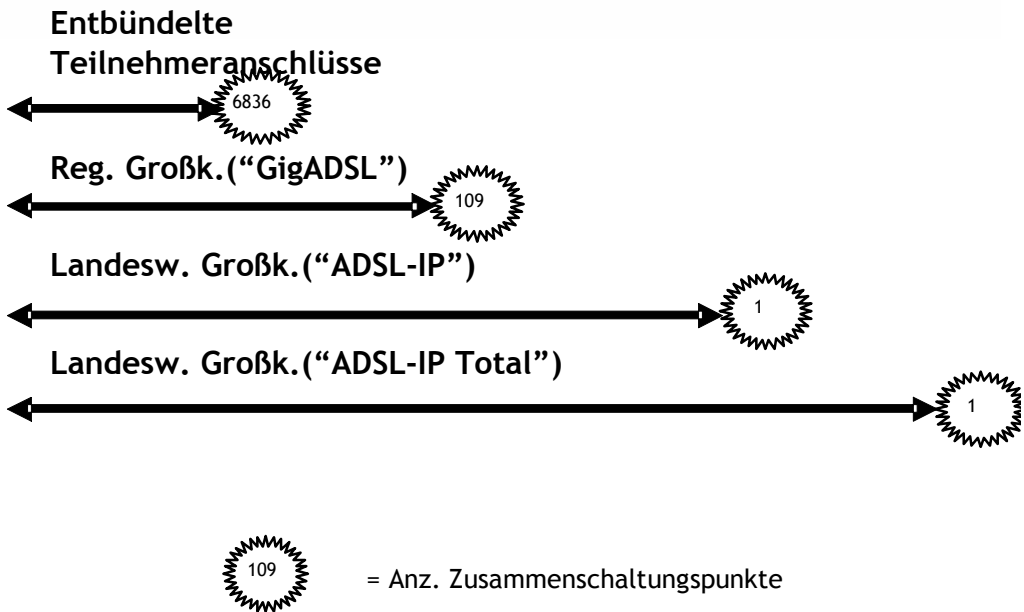 Entbündelte
Teilnehmeranschlüsse
6836
Reg. Großk.(“GigADSL”)
109
Landesw. Großk.(“ADSL-IP”)
1
Landesw. Großk.(“ADSL-IP Total”)
1
109 = Anz. Zusammenschaltungspunkte